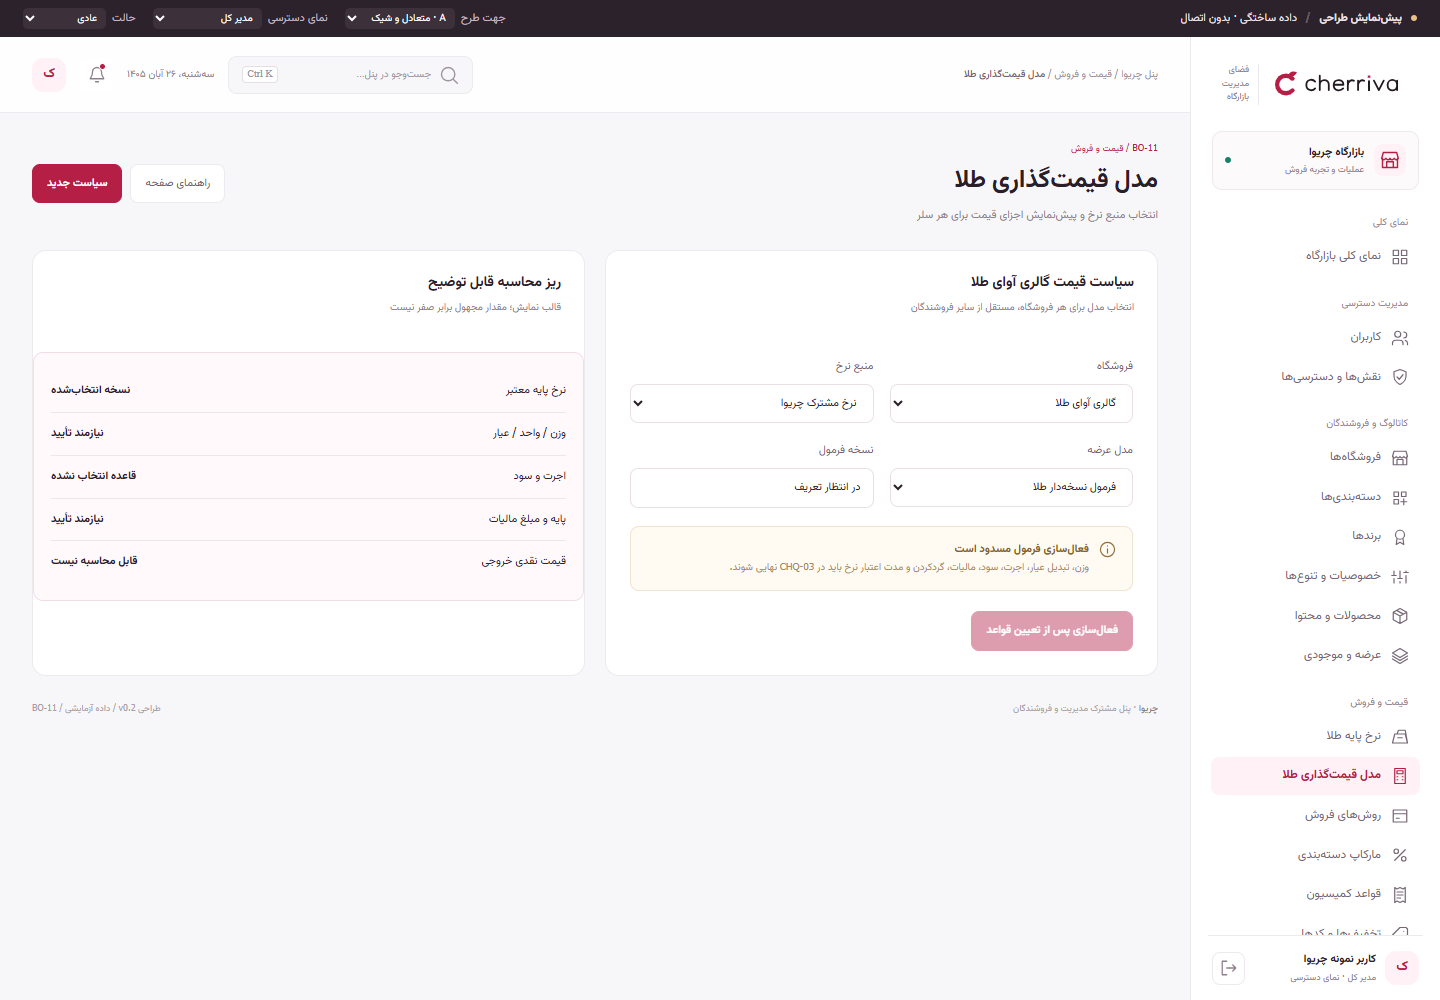 پیش‌نمایش طراحی / داده ساختگی · بدون اتصال
جهت طرح A · متعادل و شیک
نمای دسترسی مدیر کل
حالت عادی
cherriva
فضای
مدیریت
بازارگاه
بازارگاه چریوا
عملیات و تجربه فروش
نمای کلی
نمای کلی بازارگاه
مدیریت دسترسی
کاربران
نقش‌ها و دسترسی‌ها
کاتالوگ و فروشندگان
فروشگاه‌ها
دسته‌بندی‌ها
برندها
خصوصیات و تنوع‌ها
محصولات و محتوا
عرضه و موجودی
قیمت و فروش
نرخ پایه طلا
مدل قیمت‌گذاری طلا
روش‌های فروش
مارکاپ دسته‌بندی
قواعد کمیسیون
تخفیف‌ها و کدها
ک
کاربر نمونه چریوا
مدیر کل · نمای دسترسی
پنل چریوا / قیمت و فروش / مدل قیمت‌گذاری طلا
جست‌وجو در پنل...
Ctrl K
سه‌شنبه، ۲۶ آبان ۱۴۰۵
ک
BO-11 / قیمت و فروش
مدل قیمت‌گذاری طلا
انتخاب منبع نرخ و پیش‌نمایش اجزای قیمت برای هر سلر
راهنمای صفحه
سیاست جدید
سیاست قیمت گالری آوای طلا
انتخاب مدل برای هر فروشگاه، مستقل از سایر فروشندگان
فروشگاه
منبع نرخ
گالری آوای طلا
نرخ مشترک چریوا
مدل عرضه
نسخه فرمول
فرمول نسخه‌دار طلا
در انتظار تعریف
فعال‌سازی فرمول مسدود است
وزن، تبدیل عیار، اجرت، سود، مالیات، گردکردن و مدت اعتبار نرخ باید در CHQ-03 نهایی شوند.
فعال‌سازی پس از تعیین قواعد
ریز محاسبه قابل توضیح
قالب نمایش؛ مقدار مجهول برابر صفر نیست
نرخ پایه معتبر نسخه انتخاب‌شده
وزن / واحد / عیار نیازمند تأیید
اجرت و سود قاعده انتخاب نشده
پایه و مبلغ مالیات نیازمند تأیید
قیمت نقدی خروجی قابل محاسبه نیست
چریوا · پنل مشترک مدیریت و فروشندگان
طراحی v0.2 / داده آزمایشی / BO-11